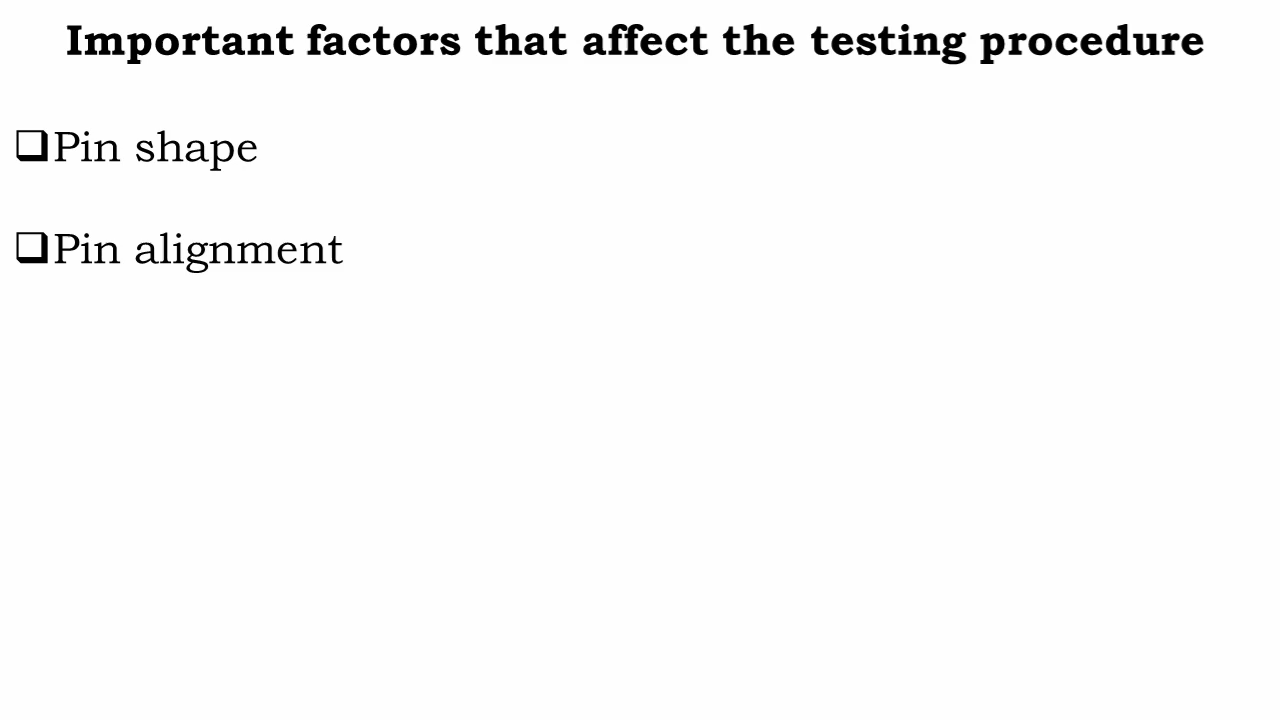 Important factors that affect the testing procedure
❑Pin shape
❑Pin alignment